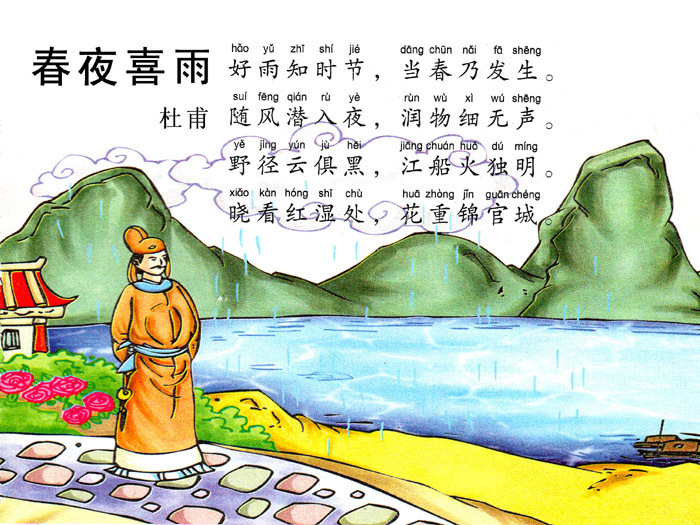 春夜喜雨
hǎo yǔ zhī shí jié dāng chūn nǎi fā shēng
好雨知时节，当春乃发生。
杜甫
suí fēng qián rù yè rùn wù xì wú shēng
随风潜入夜，润物细无声。
yě jìng yún jù hēi jiāng chuán huǒ dú míng
野径云俱黑，江船火独明。
xiǎo kàn hóng shī chù huā zhòng jǐn guān chéng
晓看红湿处，花重锦官城。